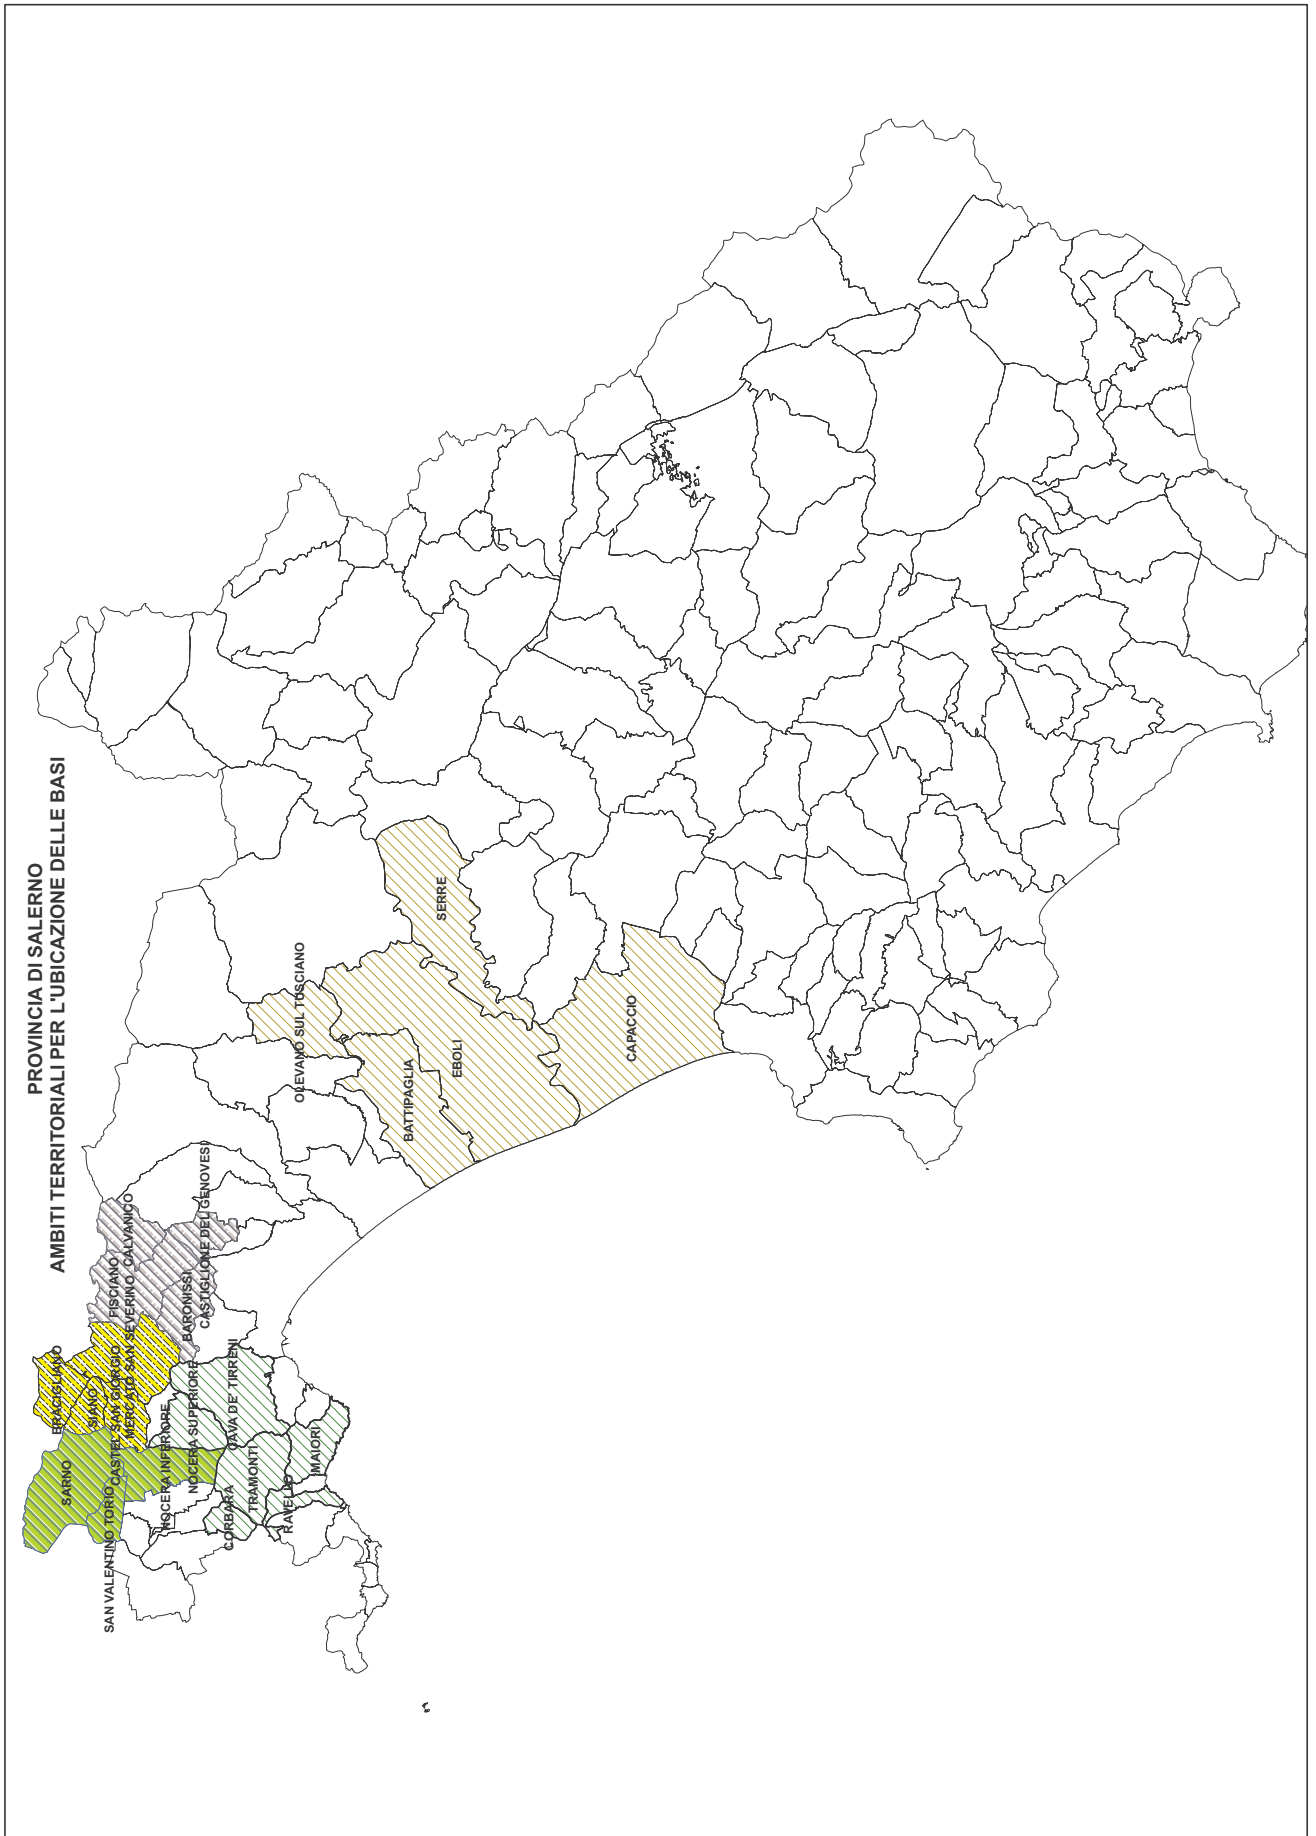 PROVINCIA DI SALERNO
AMBITI TERRITORIALI PER L'UBICAZIONE DELLE BASI
BRACIGLIANO
SARNO
SIANO
FISCIANO
CASTEL SAN GIORGIO
SAN VALENTINO TORIO
CALVANICO
MERCATO SAN SEVERINO
NOCERA INFERIORE
BARONISSI
NOCERA SUPERIORE
CASTIGLIONE DEL GENOVESI
CAVA DE' TIRRENI
CORBARA
TRAMONTI
RAVELLO
MAIORI
OLEVANO SUL TUSCIANO
BATTIPAGLIA
SERRE
EBOLI
CAPACCIO